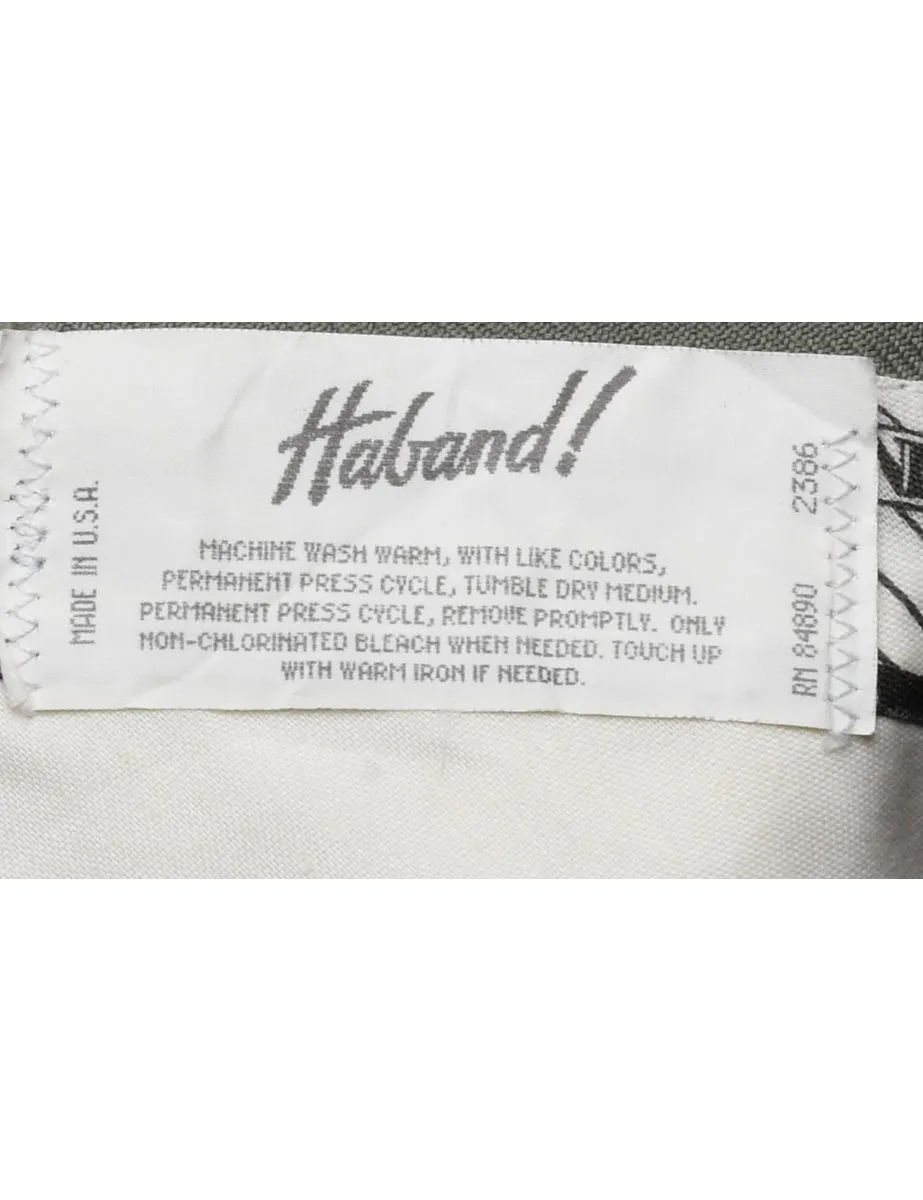 Haband!
MADE IN U.S.A.
MACHINE WASH WARM, WITH LIKE COLORS,
PERMANENT PRESS CYCLE, TUMBLE DRY MEDIUM.
PERMANENT PRESS CYCLE, REMOVE PROMPTLY. ONLY
NON-CHLORINATED BLEACH WHEN NEEDED. TOUCH UP
WITH WARM IRON IF NEEDED.
RN 84890 2386